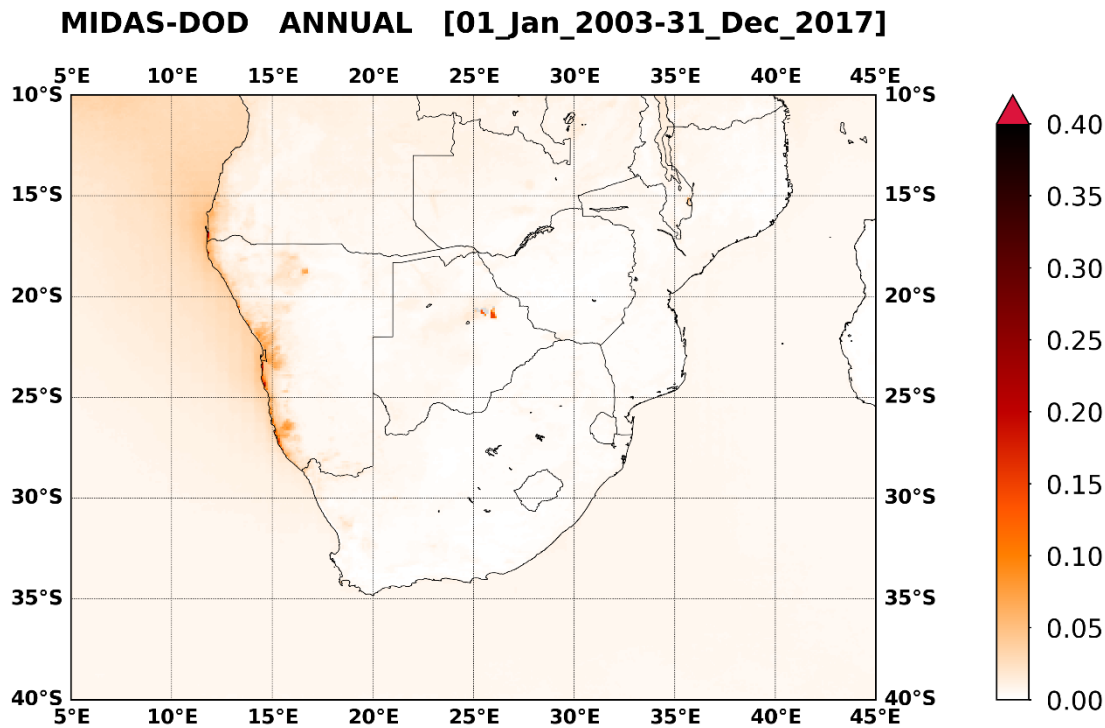 MIDAS-DOD ANNUAL [01_Jan_2003-31_Dec_2017]
5°E 10°E 15°E 20°E 25°E 30°E 35°E 40°E 45°E
10°S 10°S
15°S 15°S
20°S 20°S
25°S 25°S
30°S 30°S
35°S 35°S
40°S 40°S
5°E 10°E 15°E 20°E 25°E 30°E 35°E 40°E 45°E
0.40
0.35
0.30
0.25
0.20
0.15
0.10
0.05
0.00